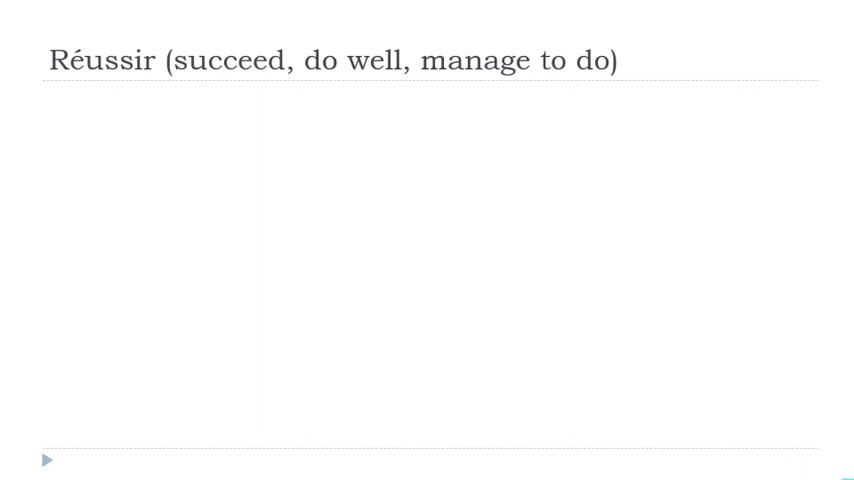 Réussir (succeed, do well, manage to do)